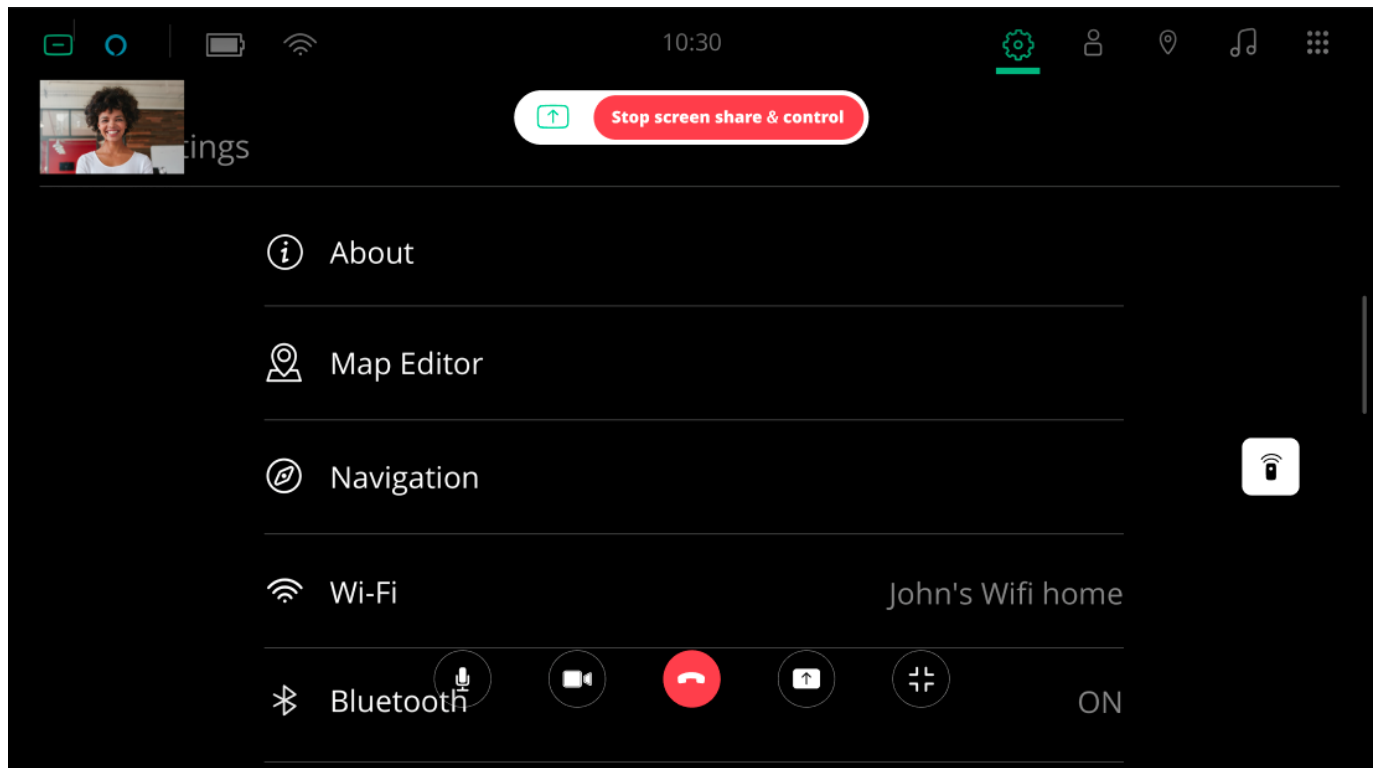 10:30
Stop screen share & control
tings
About
Map Editor
Navigation
Wi-Fi
John's Wifi home
Bluetooth
ON